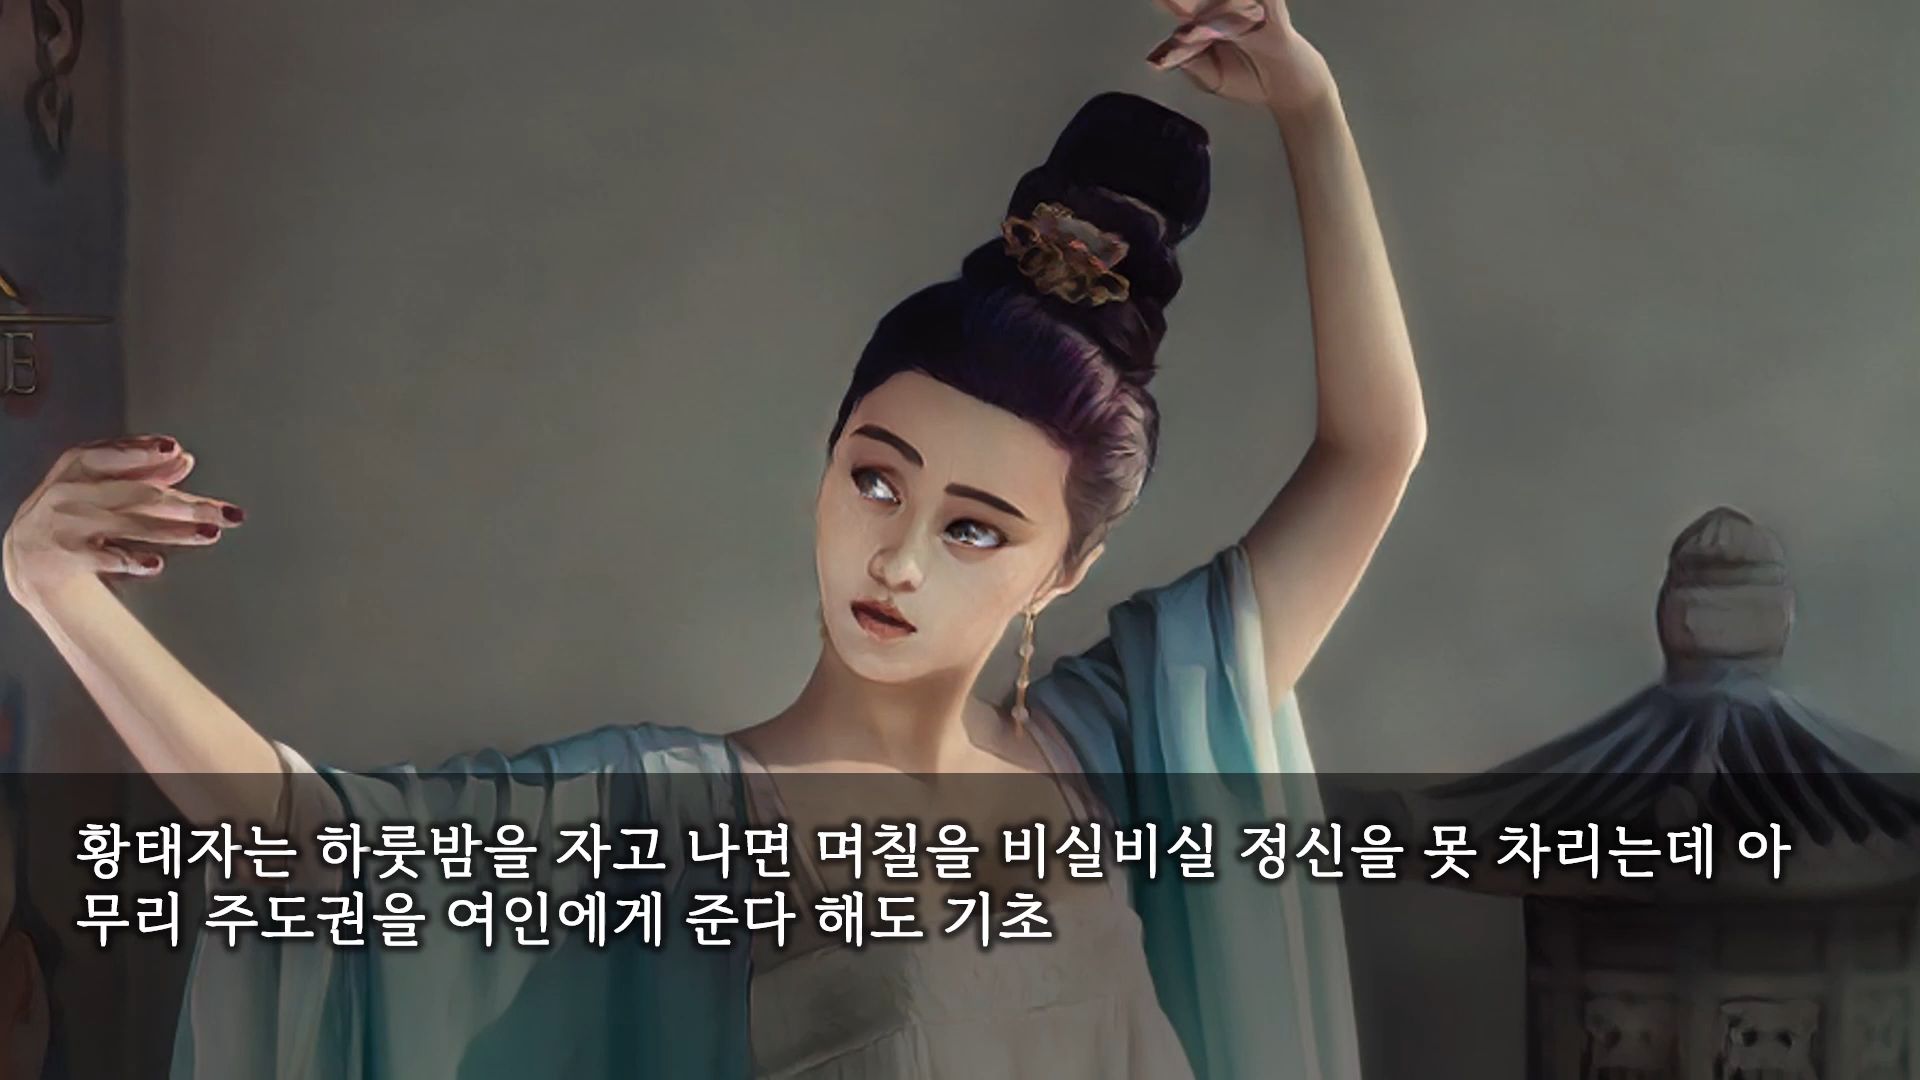 E
황태자는 하룻밤을 자고 나면 며칠을 비실비실 정신을 못 차리는데 아
무리 주도권을 여인에게 준다 해도 기초